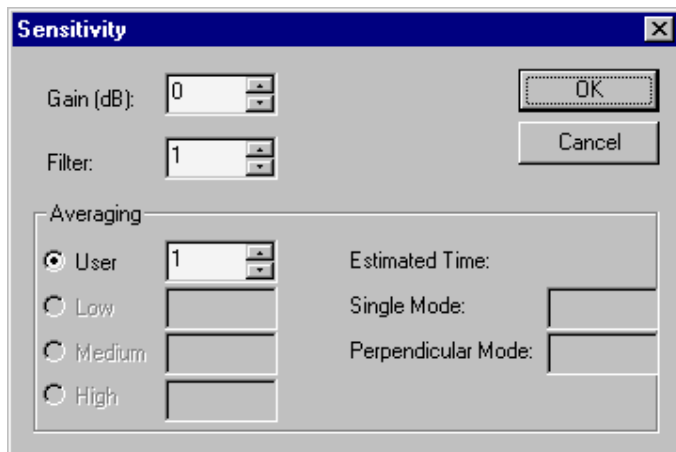 Sensitivity
Gain (dB): 0
OK
Filter: 1
Cancel
Averaging
User 1
Estimated Time:
Low
Single Mode:
Medium
Perpendicular Mode:
High